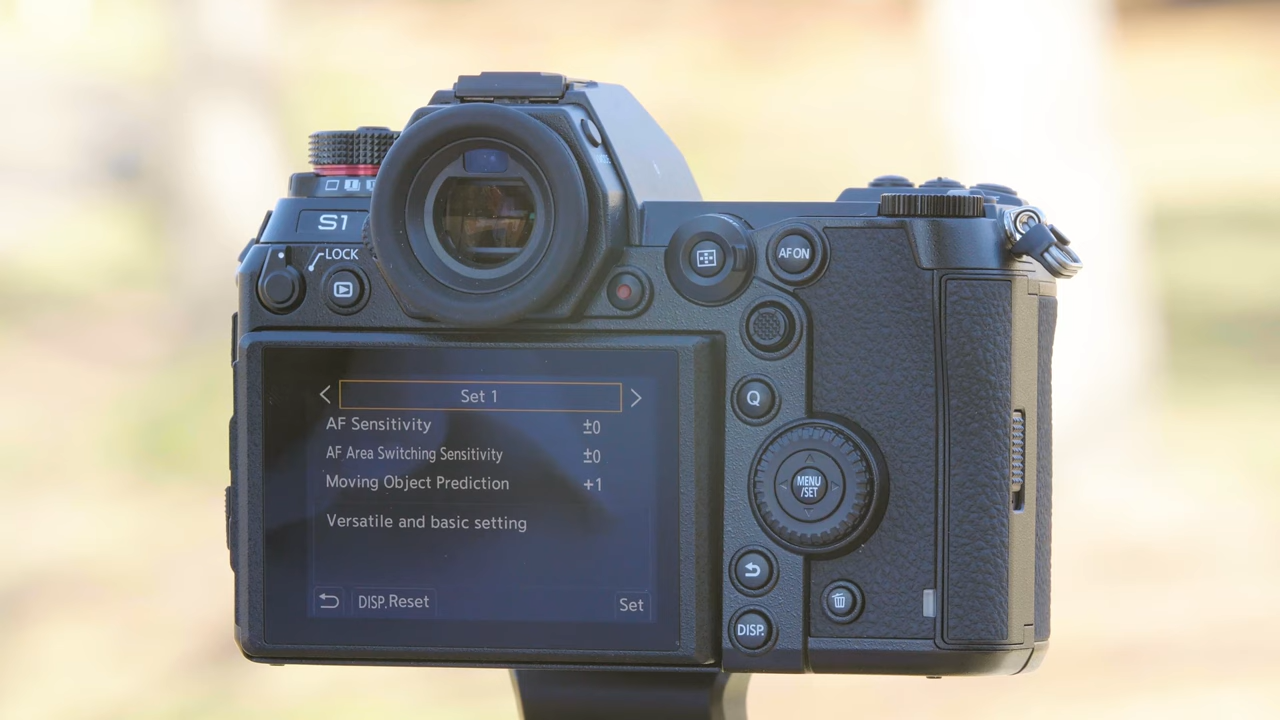 S1
LOCK
AF ON
Q
MENU
/SET
DISP.
< Set 1 >
AF Sensitivity ±0
AF Area Switching Sensitivity ±0
Moving Object Prediction +1
Versatile and basic setting
DISP. Reset
Set